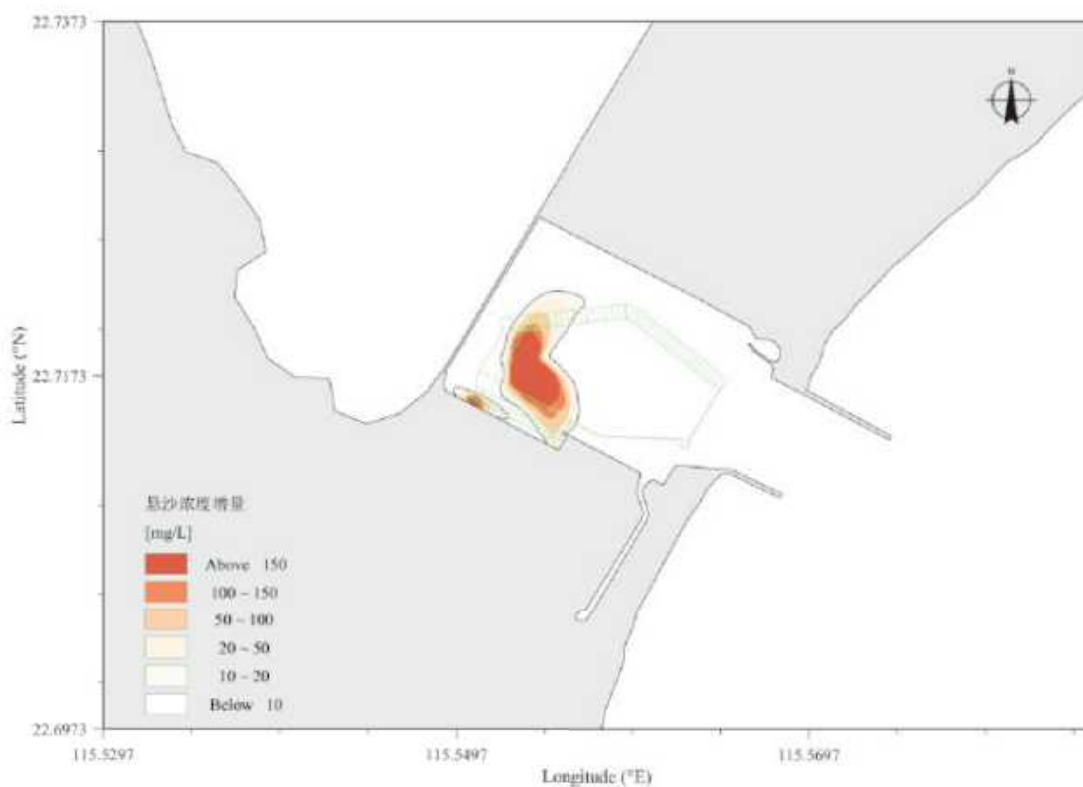 22.7373
N
Latitude (°N)
22.7173
悬沙浓度增量
[mg/L]
Above 150
100 ~ 150
50 ~ 100
20 ~ 50
10 ~ 20
Below 10
22.6973
115.5297
115.5497
115.5697
Longitude (°E)